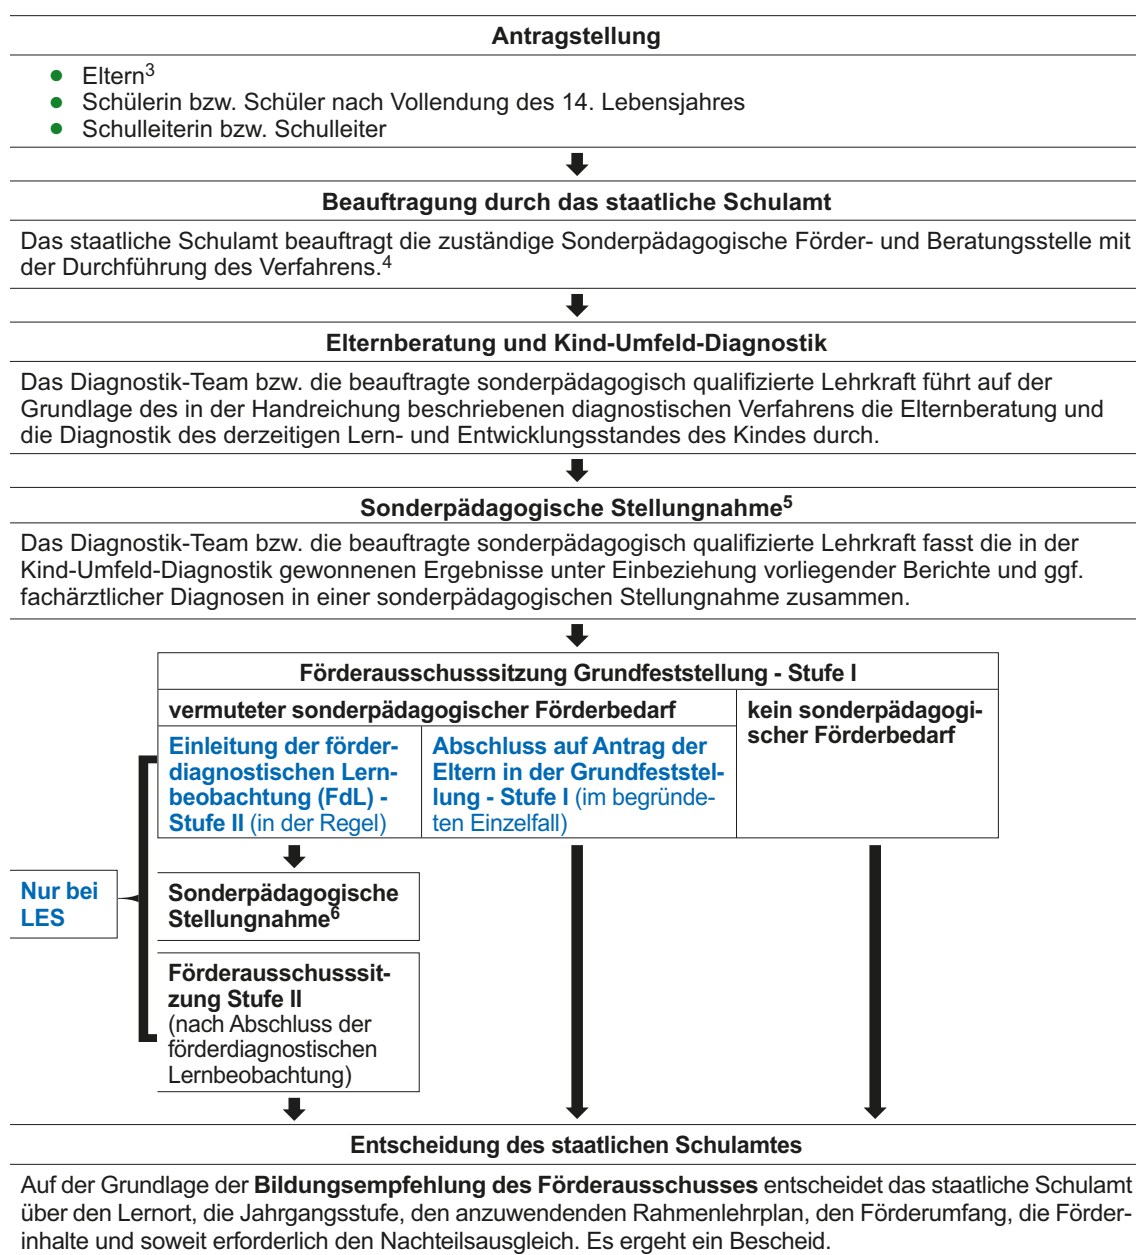 Antragstellung
● Eltern³
● Schülerin bzw. Schüler nach Vollendung des 14. Lebensjahres
● Schulleiterin bzw. Schulleiter
Beauftragung durch das staatliche Schulamt
Das staatliche Schulamt beauftragt die zuständige Sonderpädagogische Förder- und Beratungsstelle mit
der Durchführung des Verfahrens.⁴
Elternberatung und Kind-Umfeld-Diagnostik
Das Diagnostik-Team bzw. die beauftragte sonderpädagogisch qualifizierte Lehrkraft führt auf der
Grundlage des in der Handreichung beschriebenen diagnostischen Verfahrens die Elternberatung und
die Diagnostik des derzeitigen Lern- und Entwicklungsstandes des Kindes durch.
Sonderpädagogische Stellungnahme⁵
Das Diagnostik-Team bzw. die beauftragte sonderpädagogisch qualifizierte Lehrkraft fasst die in der
Kind-Umfeld-Diagnostik gewonnenen Ergebnisse unter Einbeziehung vorliegender Berichte und ggf.
fachärztlicher Diagnosen in einer sonderpädagogischen Stellungnahme zusammen.
Förderausschusssitzung Grundfeststellung - Stufe I
vermuteter sonderpädagogischer Förderbedarf
Einleitung der förder-
diagnostischen Lern-
beobachtung (FdL) -
Stufe II (in der Regel)
Abschluss auf Antrag der
Eltern in der Grundfeststel-
lung - Stufe I (im begründe-
ten Einzelfall)
kein sonderpädagogi-
scher Förderbedarf
Nur bei
LES
Sonderpädagogische
Stellungnahme⁶
Förderausschusssit-
zung Stufe II
(nach Abschluss der
förderdiagnostischen
Lernbeobachtung)
Entscheidung des staatlichen Schulamtes
Auf der Grundlage der Bildungsempfehlung des Förderausschusses entscheidet das staatliche Schulamt
über den Lernort, die Jahrgangsstufe, den anzuwendenden Rahmenlehrplan, den Förderumfang, die Förder-
inhalte und soweit erforderlich den Nachteilsausgleich. Es ergeht ein Bescheid.